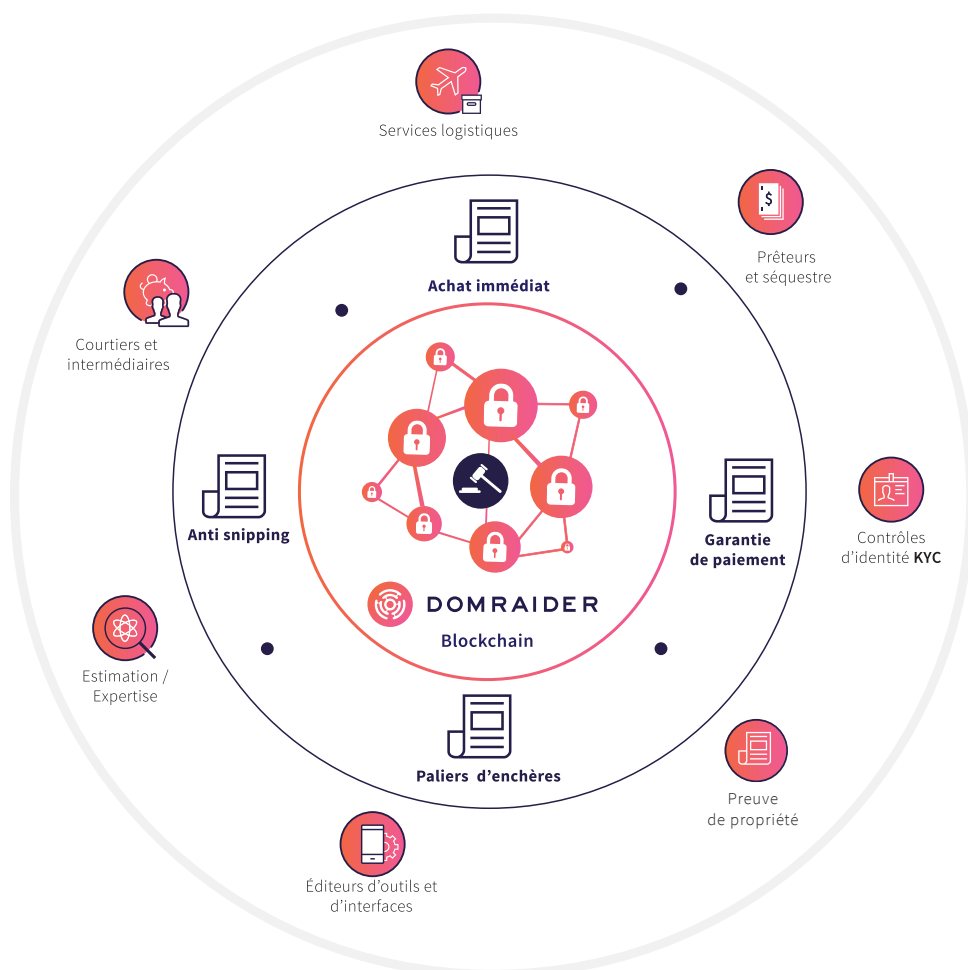 Services logistiques
$
Prêteurs
et séquestre
Achat immédiat
Courtiers et
intermédiaires
Anti snipping
Garantie
de paiement
Contrôles
d’identité KYC
DOMRAIDER
Blockchain
Estimation /
Expertise
Paliers d’enchères
Preuve
de propriété
Éditeurs d’outils et
d’interfaces